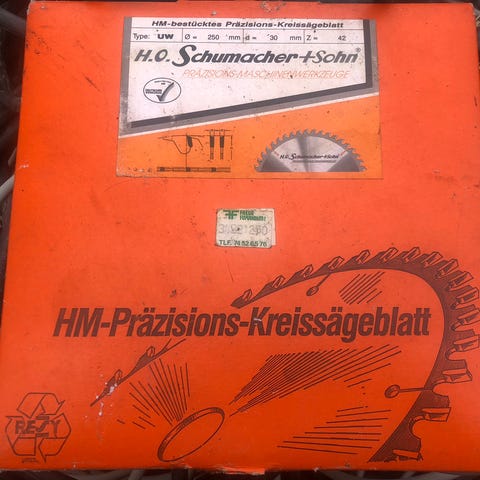 HM-bestücktes Präzisions-Kreissägeblatt
Type: UW Ø = 250 mm d = 30 mm Z = 42
H.O. Schumacher+Sohn®
PRÄZISIONS-MASCHINENWERKZEUGE
H.O. Schumacher+Sohn
TLF. 74 52 65 76
HM-Präzisions-Kreissägeblatt
RESY